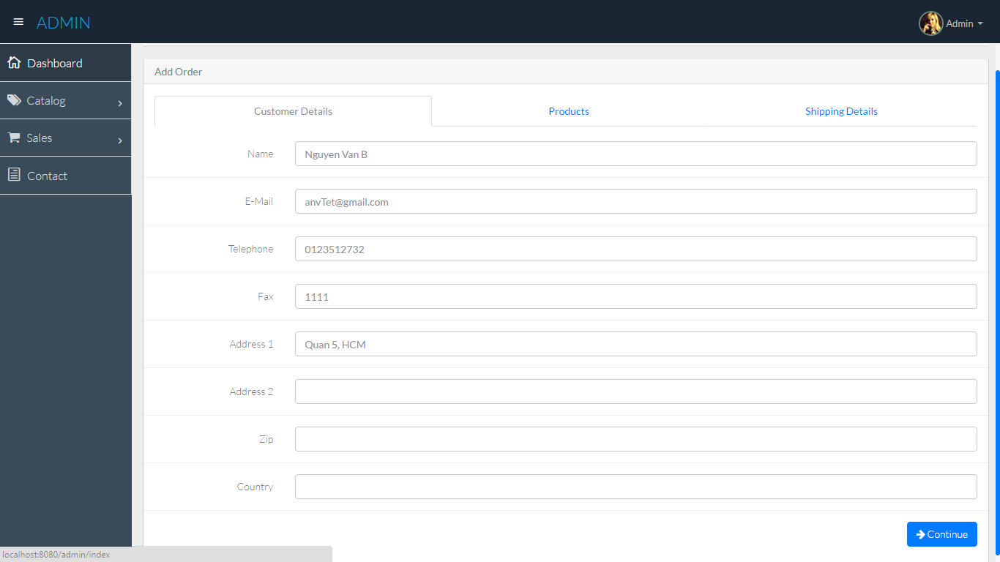 ADMIN
Admin
Dashboard
Catalog
Sales
Contact
Add Order
Customer Details
Products
Shipping Details
Name
Nguyen Van B
E-Mail
anvTet@gmail.com
Telephone
0123512732
Fax
1111
Address 1
Quan 5, HCM
Address 2
Zip
Country
Continue
localhost:8080/admin/index